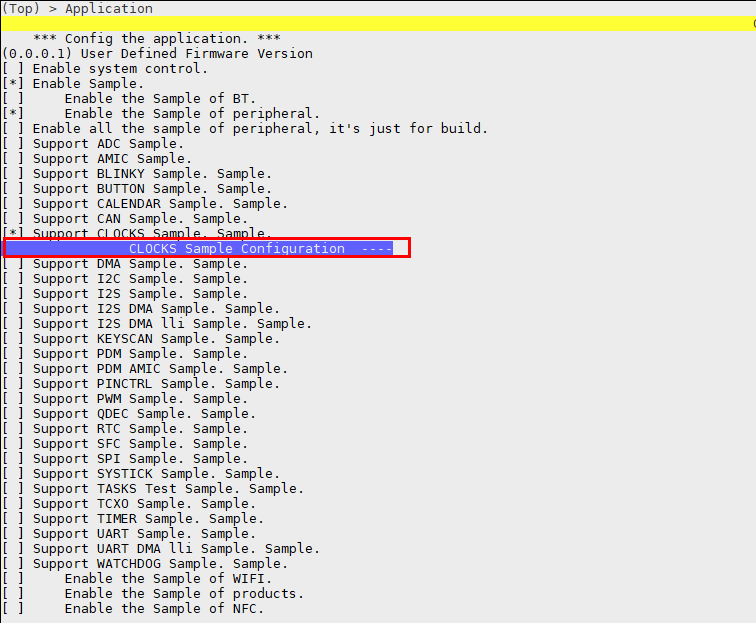 (Top) > Application
*** Config the application. ***
(0.0.0.1) User Defined Firmware Version
[ ] Enable system control.
[*] Enable Sample.
[ ]     Enable the Sample of BT.
[*]     Enable the Sample of peripheral.
[ ] Enable all the sample of peripheral, it's just for build.
[ ] Support ADC Sample.
[ ] Support AMIC Sample.
[ ] Support BLINKY Sample. Sample.
[ ] Support BUTTON Sample. Sample.
[ ] Support CALENDAR Sample. Sample.
[ ] Support CAN Sample. Sample.
[*] Support CLOCKS Sample. Sample.
CLOCKS Sample Configuration  ----
[ ] Support DMA Sample. Sample.
[ ] Support I2C Sample. Sample.
[ ] Support I2S Sample. Sample.
[ ] Support I2S DMA Sample. Sample.
[ ] Support I2S DMA lli Sample. Sample.
[ ] Support KEYSCAN Sample. Sample.
[ ] Support PDM Sample. Sample.
[ ] Support PDM AMIC Sample. Sample.
[ ] Support PINCTRL Sample. Sample.
[ ] Support PWM Sample. Sample.
[ ] Support QDEC Sample. Sample.
[ ] Support RTC Sample. Sample.
[ ] Support SFC Sample. Sample.
[ ] Support SPI Sample. Sample.
[ ] Support SYSTICK Sample. Sample.
[ ] Support TASKS Test Sample. Sample.
[ ] Support TCXO Sample. Sample.
[ ] Support TIMER Sample. Sample.
[ ] Support UART Sample. Sample.
[ ] Support UART DMA lli Sample. Sample.
[ ] Support WATCHDOG Sample. Sample.
[ ]     Enable the Sample of WIFI.
[ ]     Enable the Sample of products.
[ ]     Enable the Sample of NFC.